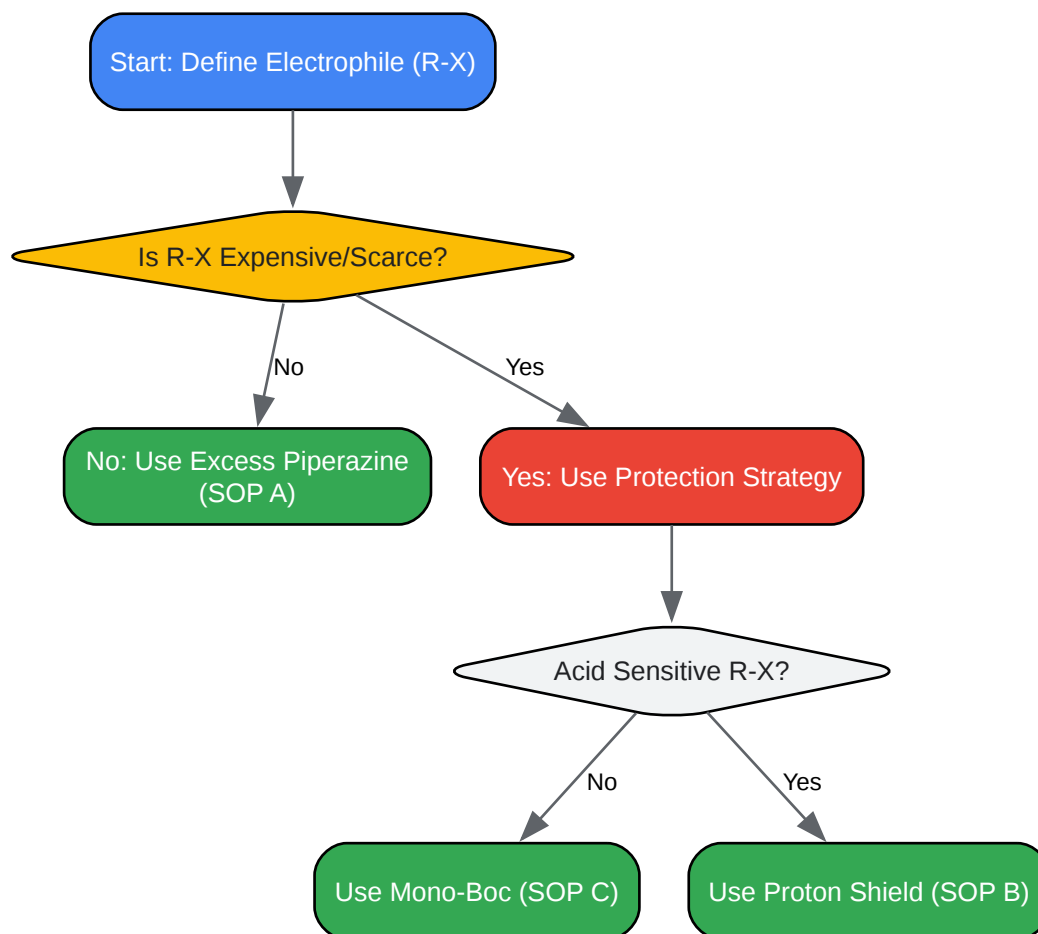 Start: Define Electrophile (R-X)
Is R-X Expensive/Scarce?
No
Yes
No: Use Excess Piperazine
(SOP A)
Yes: Use Protection Strategy
Acid Sensitive R-X?
No
Yes
Use Mono-Boc (SOP C)
Use Proton Shield (SOP B)